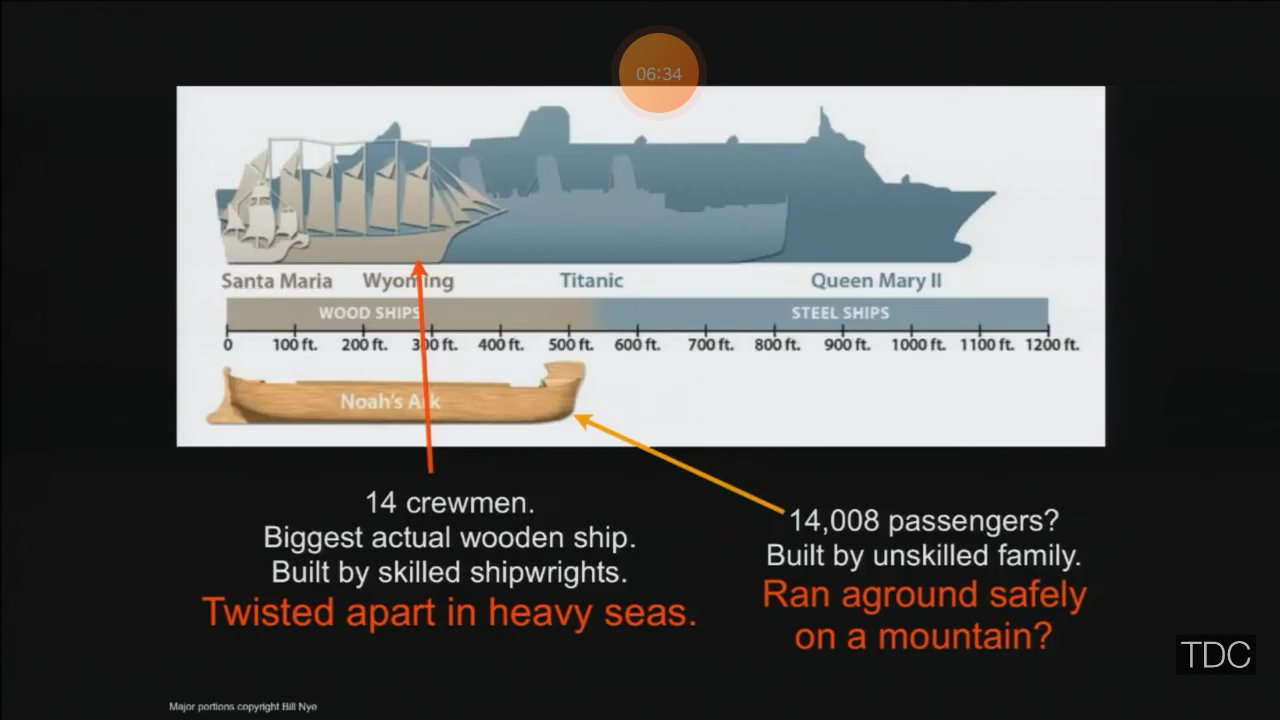 06:34
Santa Maria Wyoming Titanic Queen Mary II
WOOD SHIPS STEEL SHIPS
0 100 ft. 200 ft. 300 ft. 400 ft. 500 ft. 600 ft. 700 ft. 800 ft. 900 ft. 1000 ft. 1100 ft. 1200 ft.
Noah's Ark
14 crewmen.
Biggest actual wooden ship.
Built by skilled shipwrights.
Twisted apart in heavy seas.
14,008 passengers?
Built by unskilled family.
Ran aground safely
on a mountain?
TDC
Major portions copyright Bill Nye